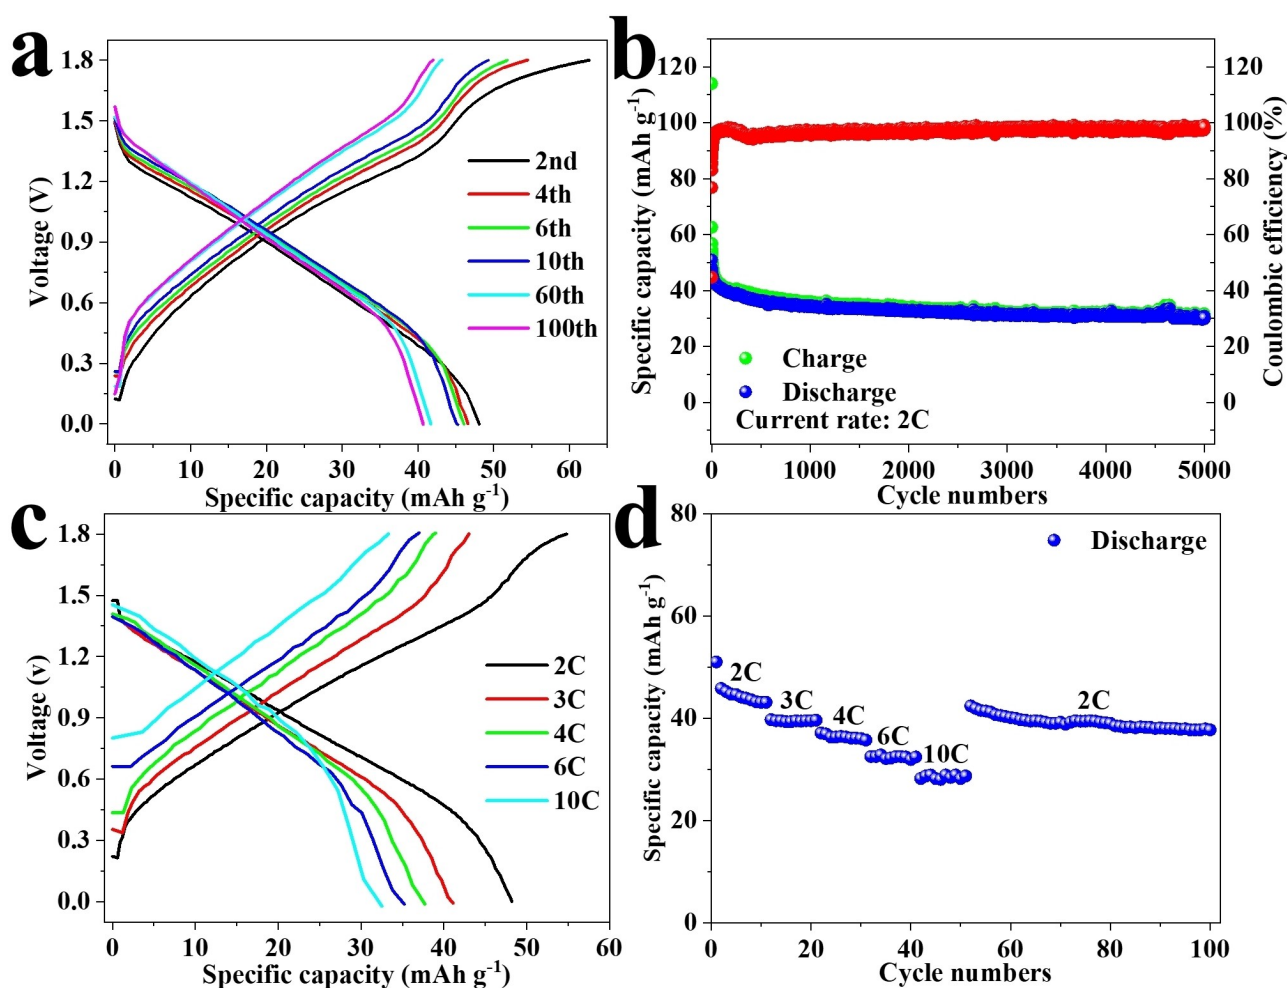 a
1.8
1.5
1.2
0.9
0.6
0.3
0.0
Voltage (V)
2nd
4th
6th
10th
60th
100th
0 10 20 30 40 50 60
Specific capacity (mAh g-1)
b
120
100
80
60
40
20
0
Specific capacity (mAh g-1)
Charge
Discharge
Current rate: 2C
120
100
80
60
40
20
0
Coulombic efficiency (%)
0 1000 2000 3000 4000 5000
Cycle numbers
c
1.8
1.5
1.2
0.9
0.6
0.3
0.0
Voltage (v)
2C
3C
4C
6C
10C
0 10 20 30 40 50 60
Specific capacity (mAh g-1)
d
80
60
40
20
0
Specific capacity (mAh g-1)
Discharge
2C
3C
4C
6C
10C
2C
0 20 40 60 80 100
Cycle numbers